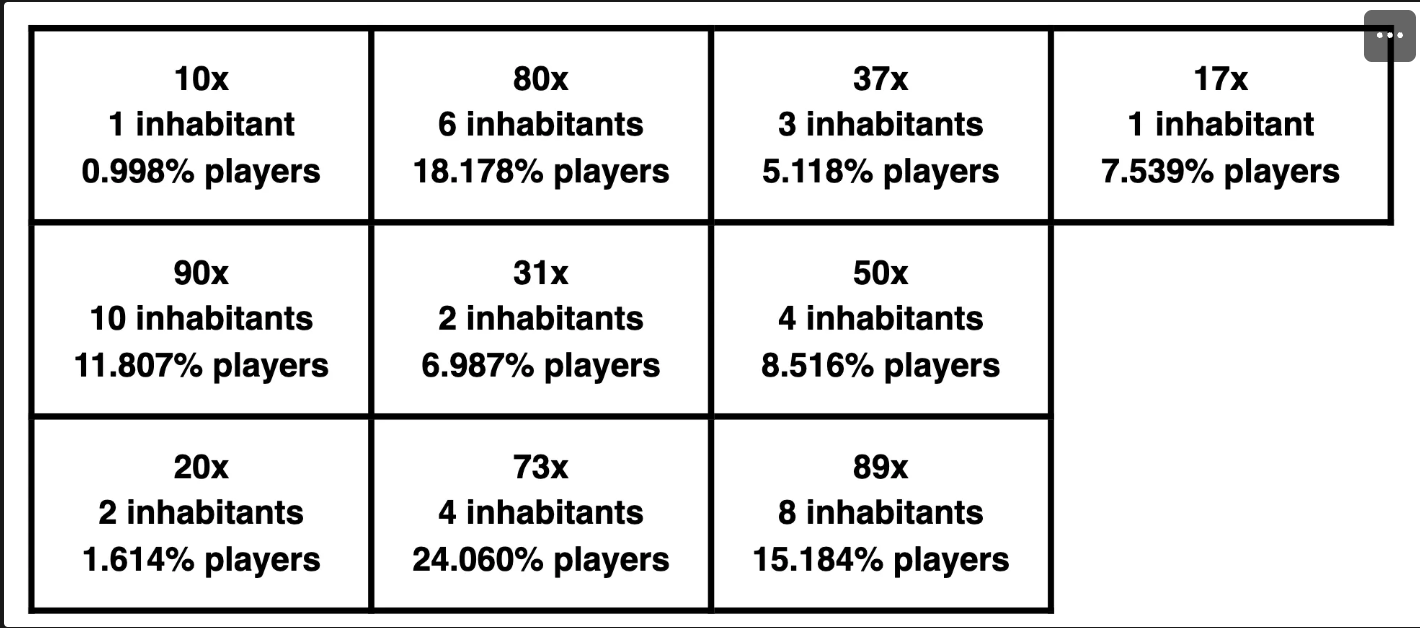 10x
1 inhabitant
0.998% players
80x
6 inhabitants
18.178% players
37x
3 inhabitants
5.118% players
17x
1 inhabitant
7.539% players
90x
10 inhabitants
11.807% players
31x
2 inhabitants
6.987% players
50x
4 inhabitants
8.516% players
20x
2 inhabitants
1.614% players
73x
4 inhabitants
24.060% players
89x
8 inhabitants
15.184% players